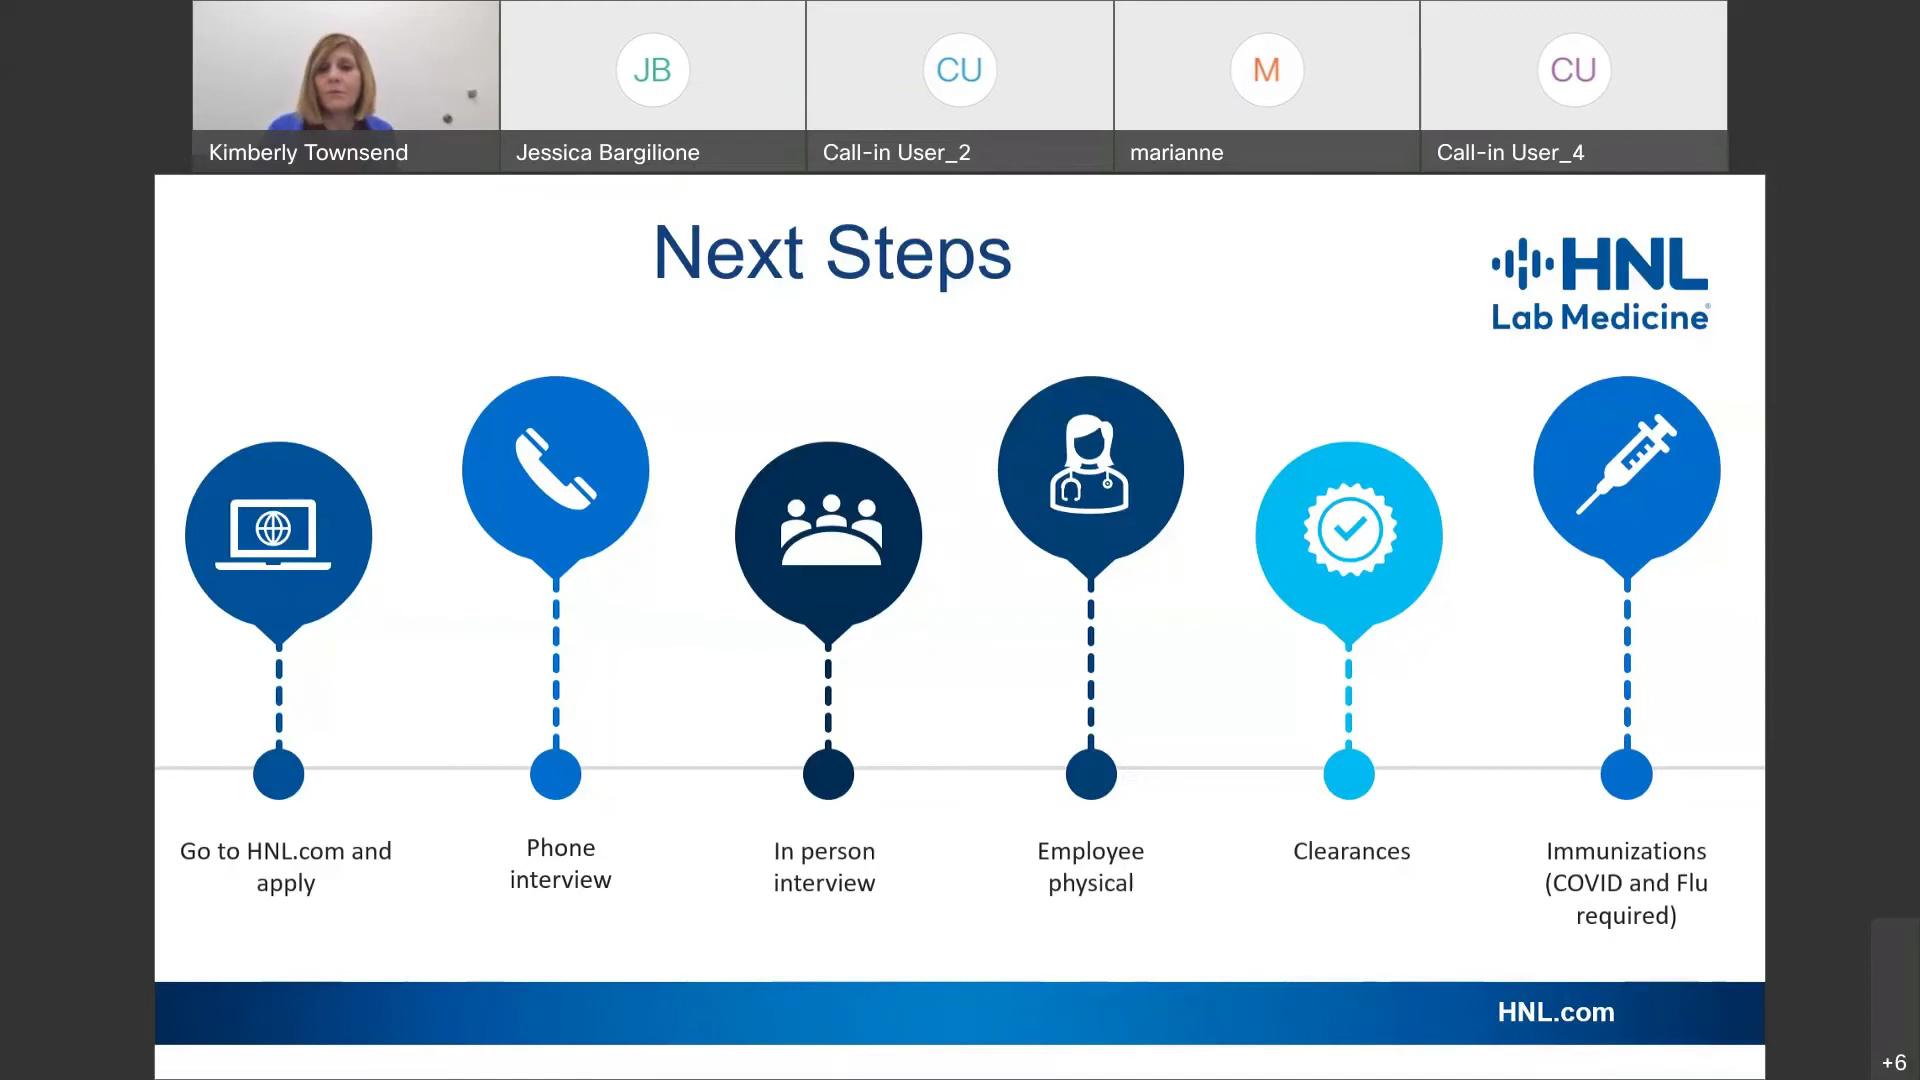 JB
CU
M
CU
Kimberly Townsend
Jessica Bargilione
Call-in User_2
marianne
Call-in User_4
Next Steps
HNL
Lab Medicine®
Go to HNL.com and
apply
Phone
interview
In person
interview
Employee
physical
Clearances
Immunizations
(COVID and Flu
required)
HNL.com
+6